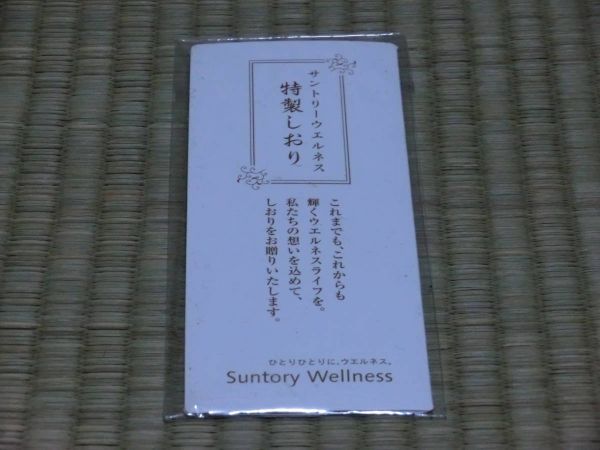 サントリーウエルネス
特製しおり
これまでも、これからも
輝くウエルネスライフを。
私たちの想いを込めて、
しおりをお贈りいたします。
ひとりひとりに、ウエルネス。
Suntory Wellness